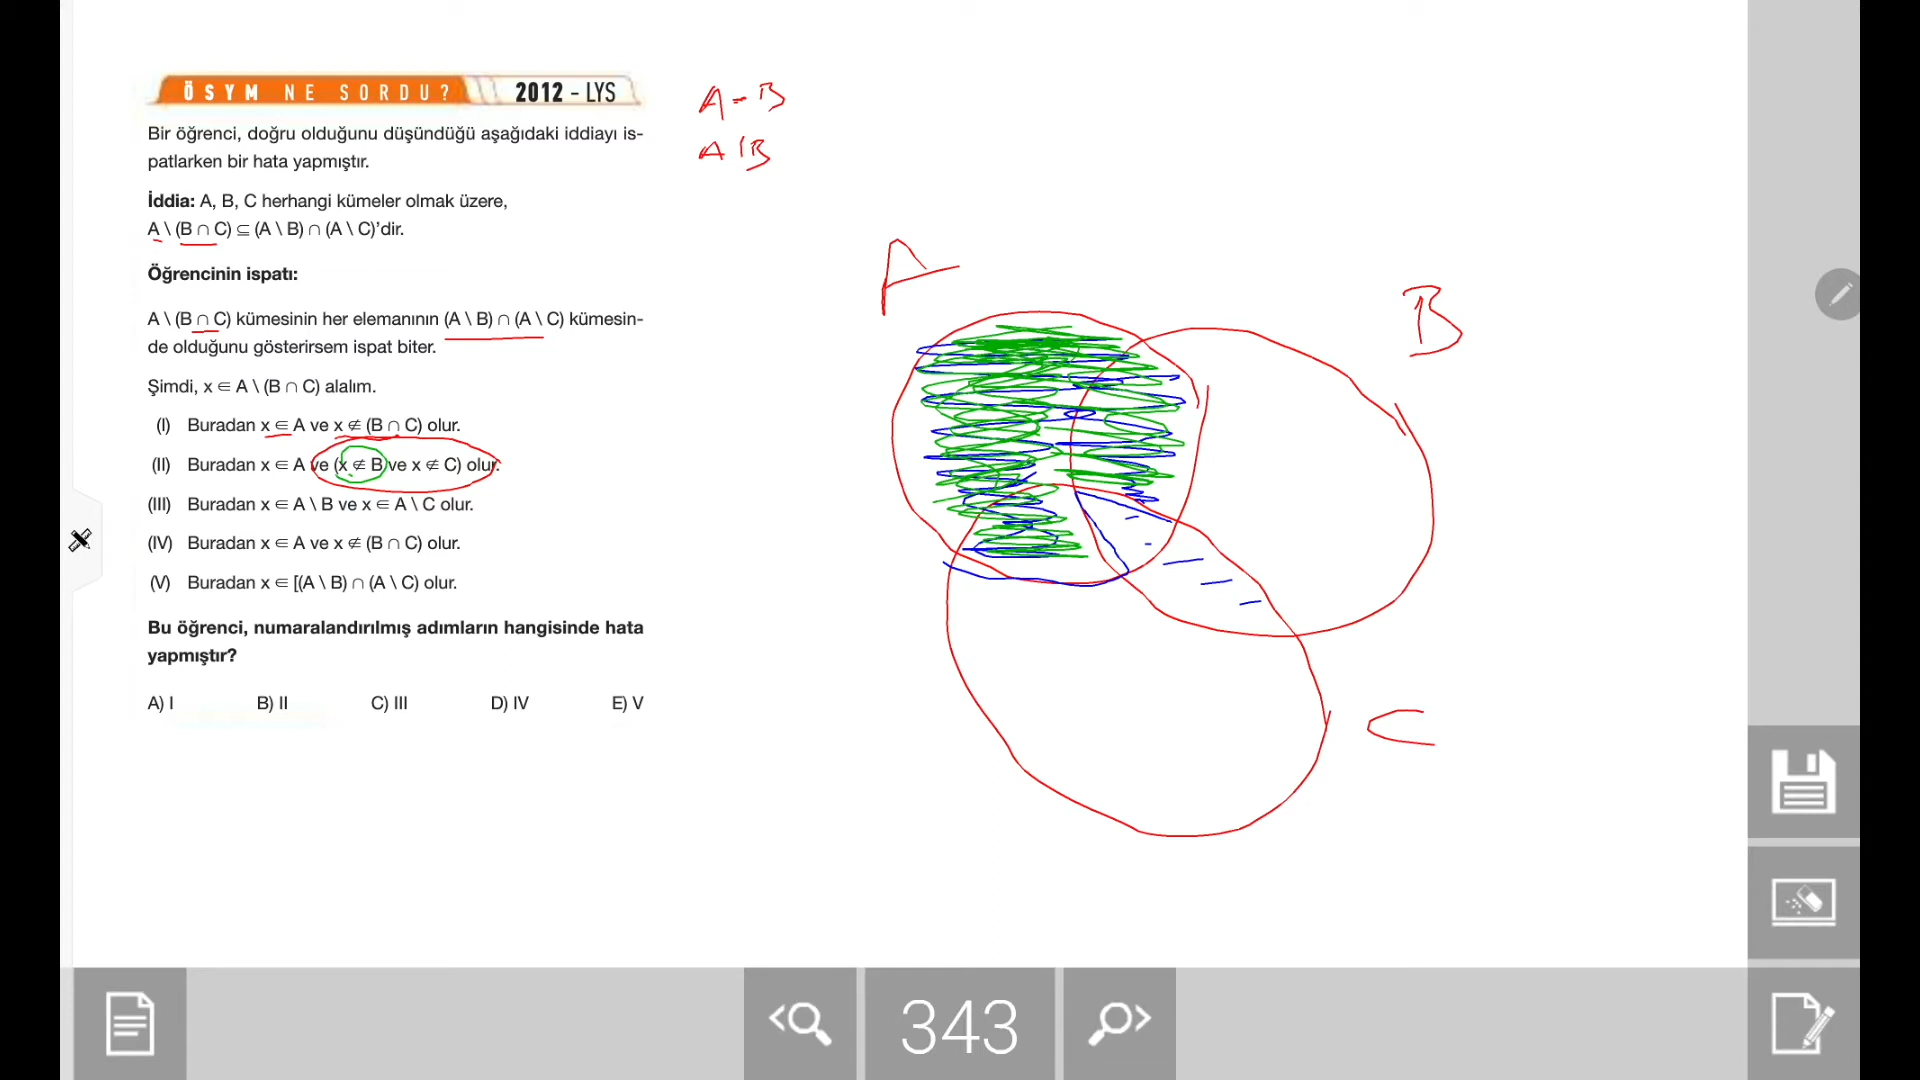 ÖSYM NE SORDU? 2012 - LYS
Bir öğrenci, doğru olduğunu düşündüğü aşağıdaki iddiayı is-
patlarken bir hata yapmıştır.
İddia: A, B, C herhangi kümeler olmak üzere,
A \ (B ∩ C) ⊆ (A \ B) ∩ (A \ C)'dir.
Öğrencinin ispatı:
A \ (B ∩ C) kümesinin her elemanının (A \ B) ∩ (A \ C) kümesin-
de olduğunu gösterirsem ispat biter.
Şimdi, x ∈ A \ (B ∩ C) alalım.
(I) Buradan x ∈ A ve x ∉ (B ∩ C) olur.
(II) Buradan x ∈ A ve (x ∉ B ve x ∉ C) olur.
(III) Buradan x ∈ A \ B ve x ∈ A \ C olur.
(IV) Buradan x ∈ A ve x ∉ (B ∩ C) olur.
(V) Buradan x ∈ [(A \ B) ∩ (A \ C) olur.
Bu öğrenci, numaralandırılmış adımların hangisinde hata
yapmıştır?
A) I B) II C) III D) IV E) V
A - B
A \ B
A
B
C
343